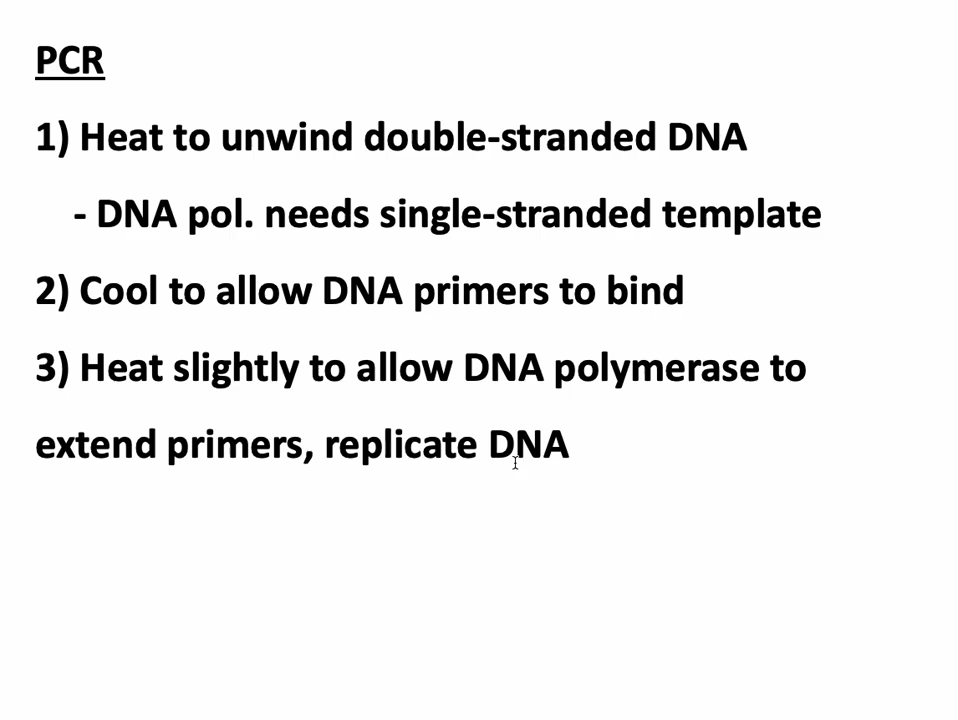 PCR
1) Heat to unwind double-stranded DNA
- DNA pol. needs single-stranded template
2) Cool to allow DNA primers to bind
3) Heat slightly to allow DNA polymerase to
extend primers, replicate DNA